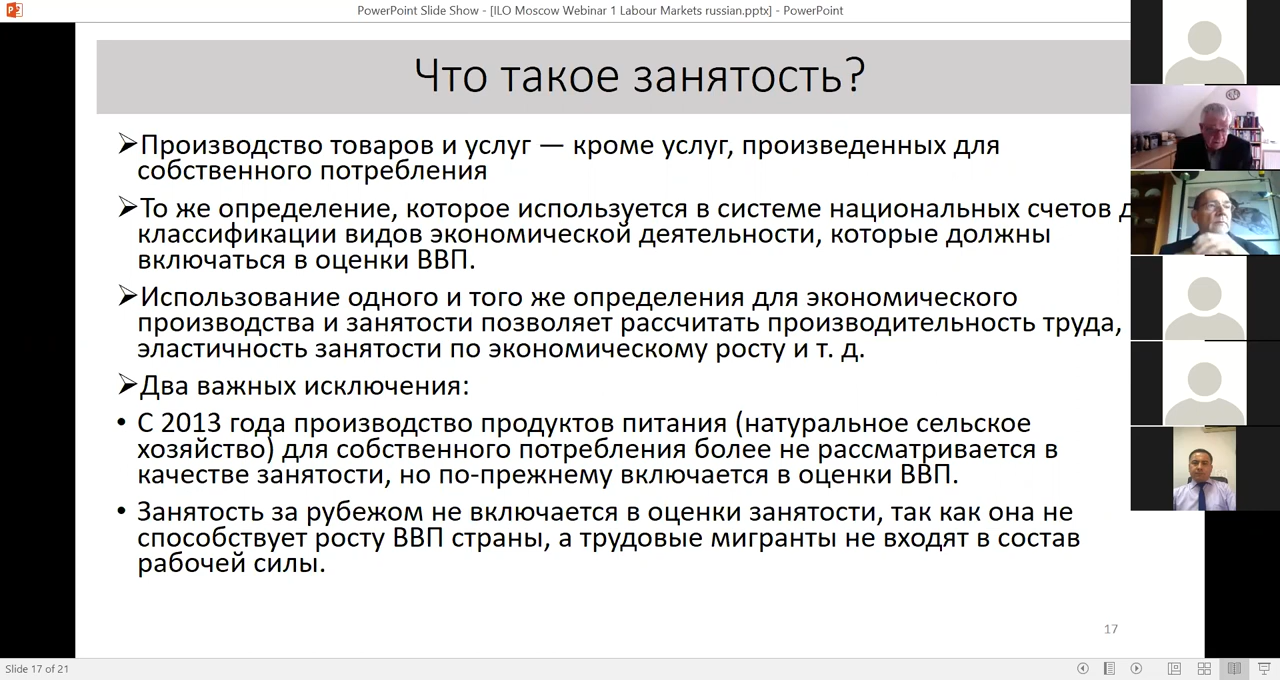 PowerPoint Slide Show - [ILO Moscow Webinar 1 Labour Markets russian.pptx] - PowerPoint
Что такое занятость?
➢Производство товаров и услуг — кроме услуг, произведенных для
собственного потребления
➢То же определение, которое используется в системе национальных счетов
классификации видов экономической деятельности, которые должны
включаться в оценки ВВП.
➢Использование одного и того же определения для экономического
производства и занятости позволяет рассчитать производительность труда,
эластичность занятости по экономическому росту и т. д.
➢Два важных исключения:
• С 2013 года производство продуктов питания (натуральное сельское
хозяйство) для собственного потребления более не рассматривается в
качестве занятости, но по-прежнему включается в оценки ВВП.
• Занятость за рубежом не включается в оценки занятости, так как она не
способствует росту ВВП страны, а трудовые мигранты не входят в состав
рабочей силы.
17
Slide 17 of 21